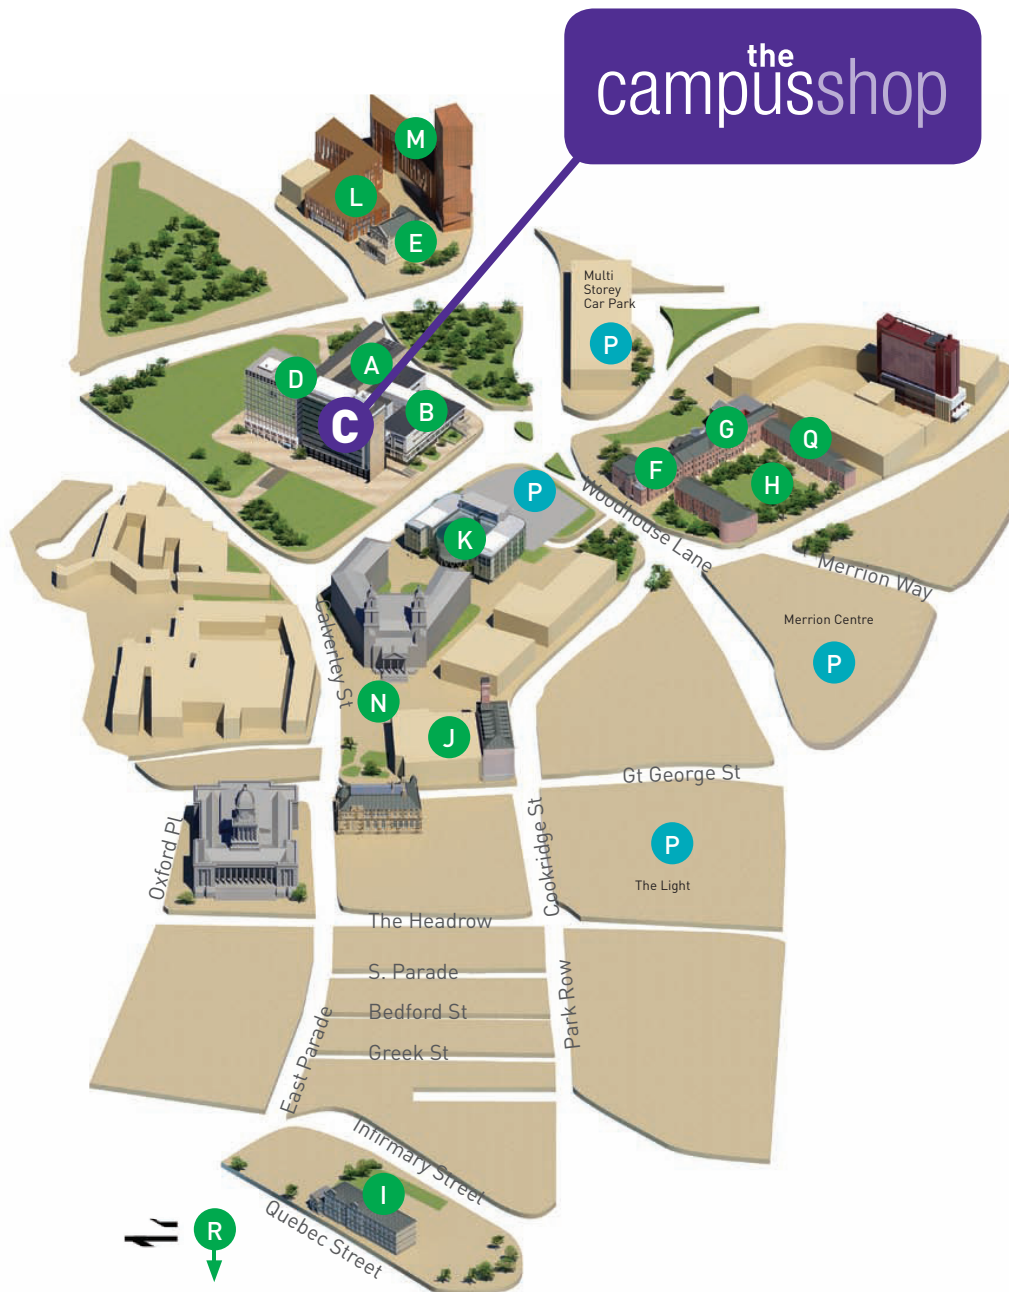 the
campusshop
M
L
E
Multi
Storey
Car Park
P
A
D
B
C
G
Q
F
H
P
K
Woodhouse Lane
Merrion Way
Merrion Centre
P
Calverley St
N
J
Gt George St
Oxford Pl
Cookridge St
P
The Light
The Headrow
S. Parade
Bedford St
Greek St
Park Row
East Parade
Infirmary Street
I
Quebec Street
R